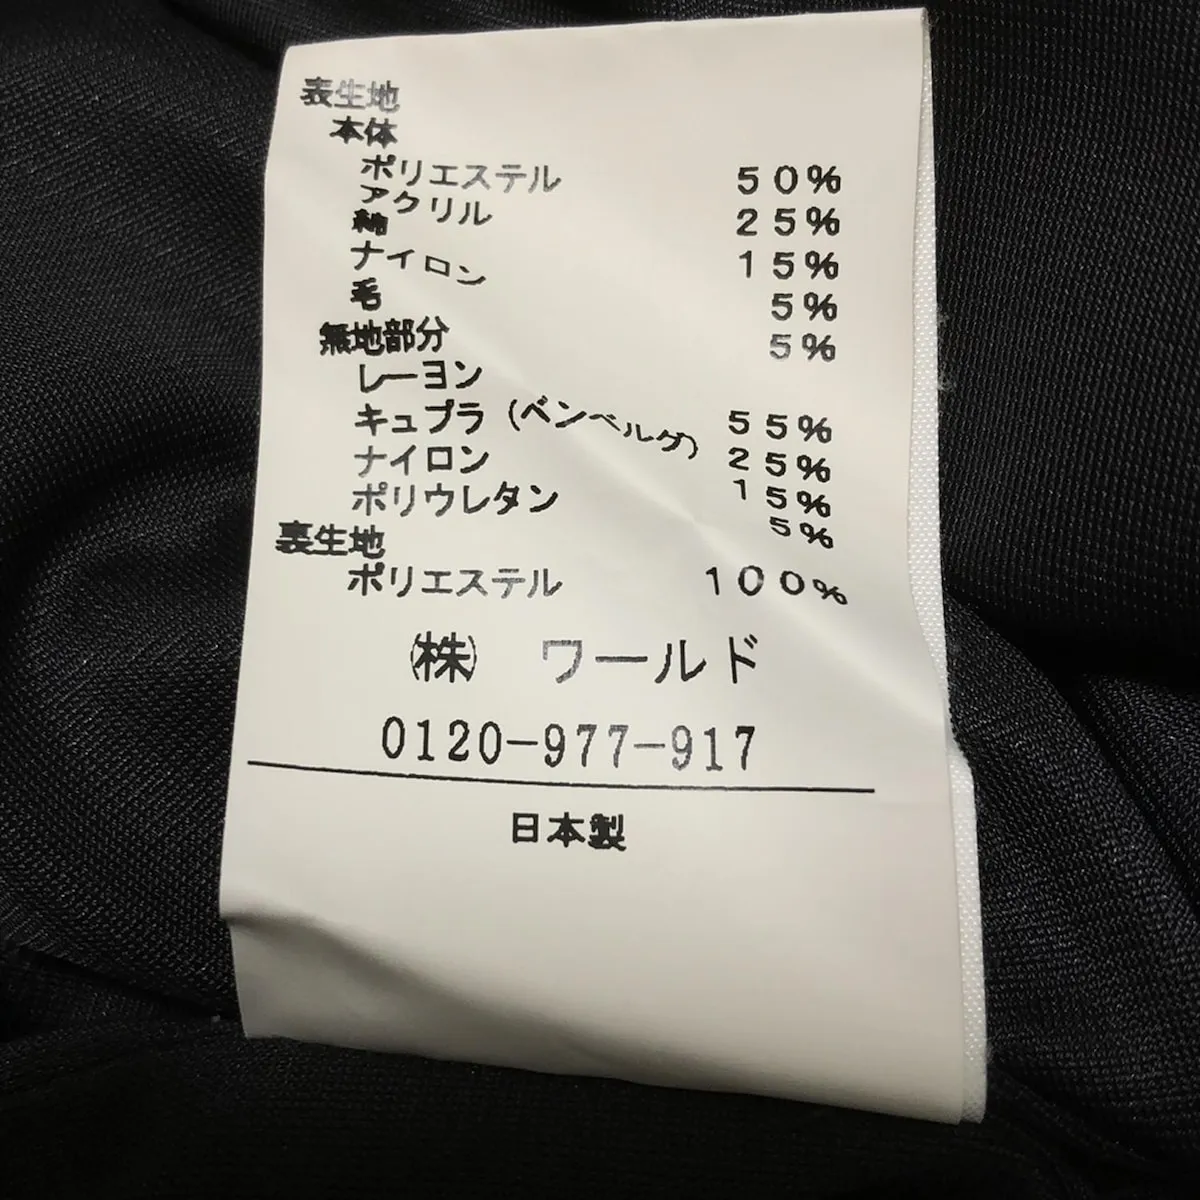 表生地
本体
ポリエステル 50%
アクリル 25%
綿 15%
ナイロン 5%
毛 5%
無地部分
レーヨン 55%
キュプラ(ベンベルグ) 25%
ナイロン 15%
ポリウレタン 5%
裏生地
ポリエステル 100%
(株) ワールド
0120-977-917
日本製